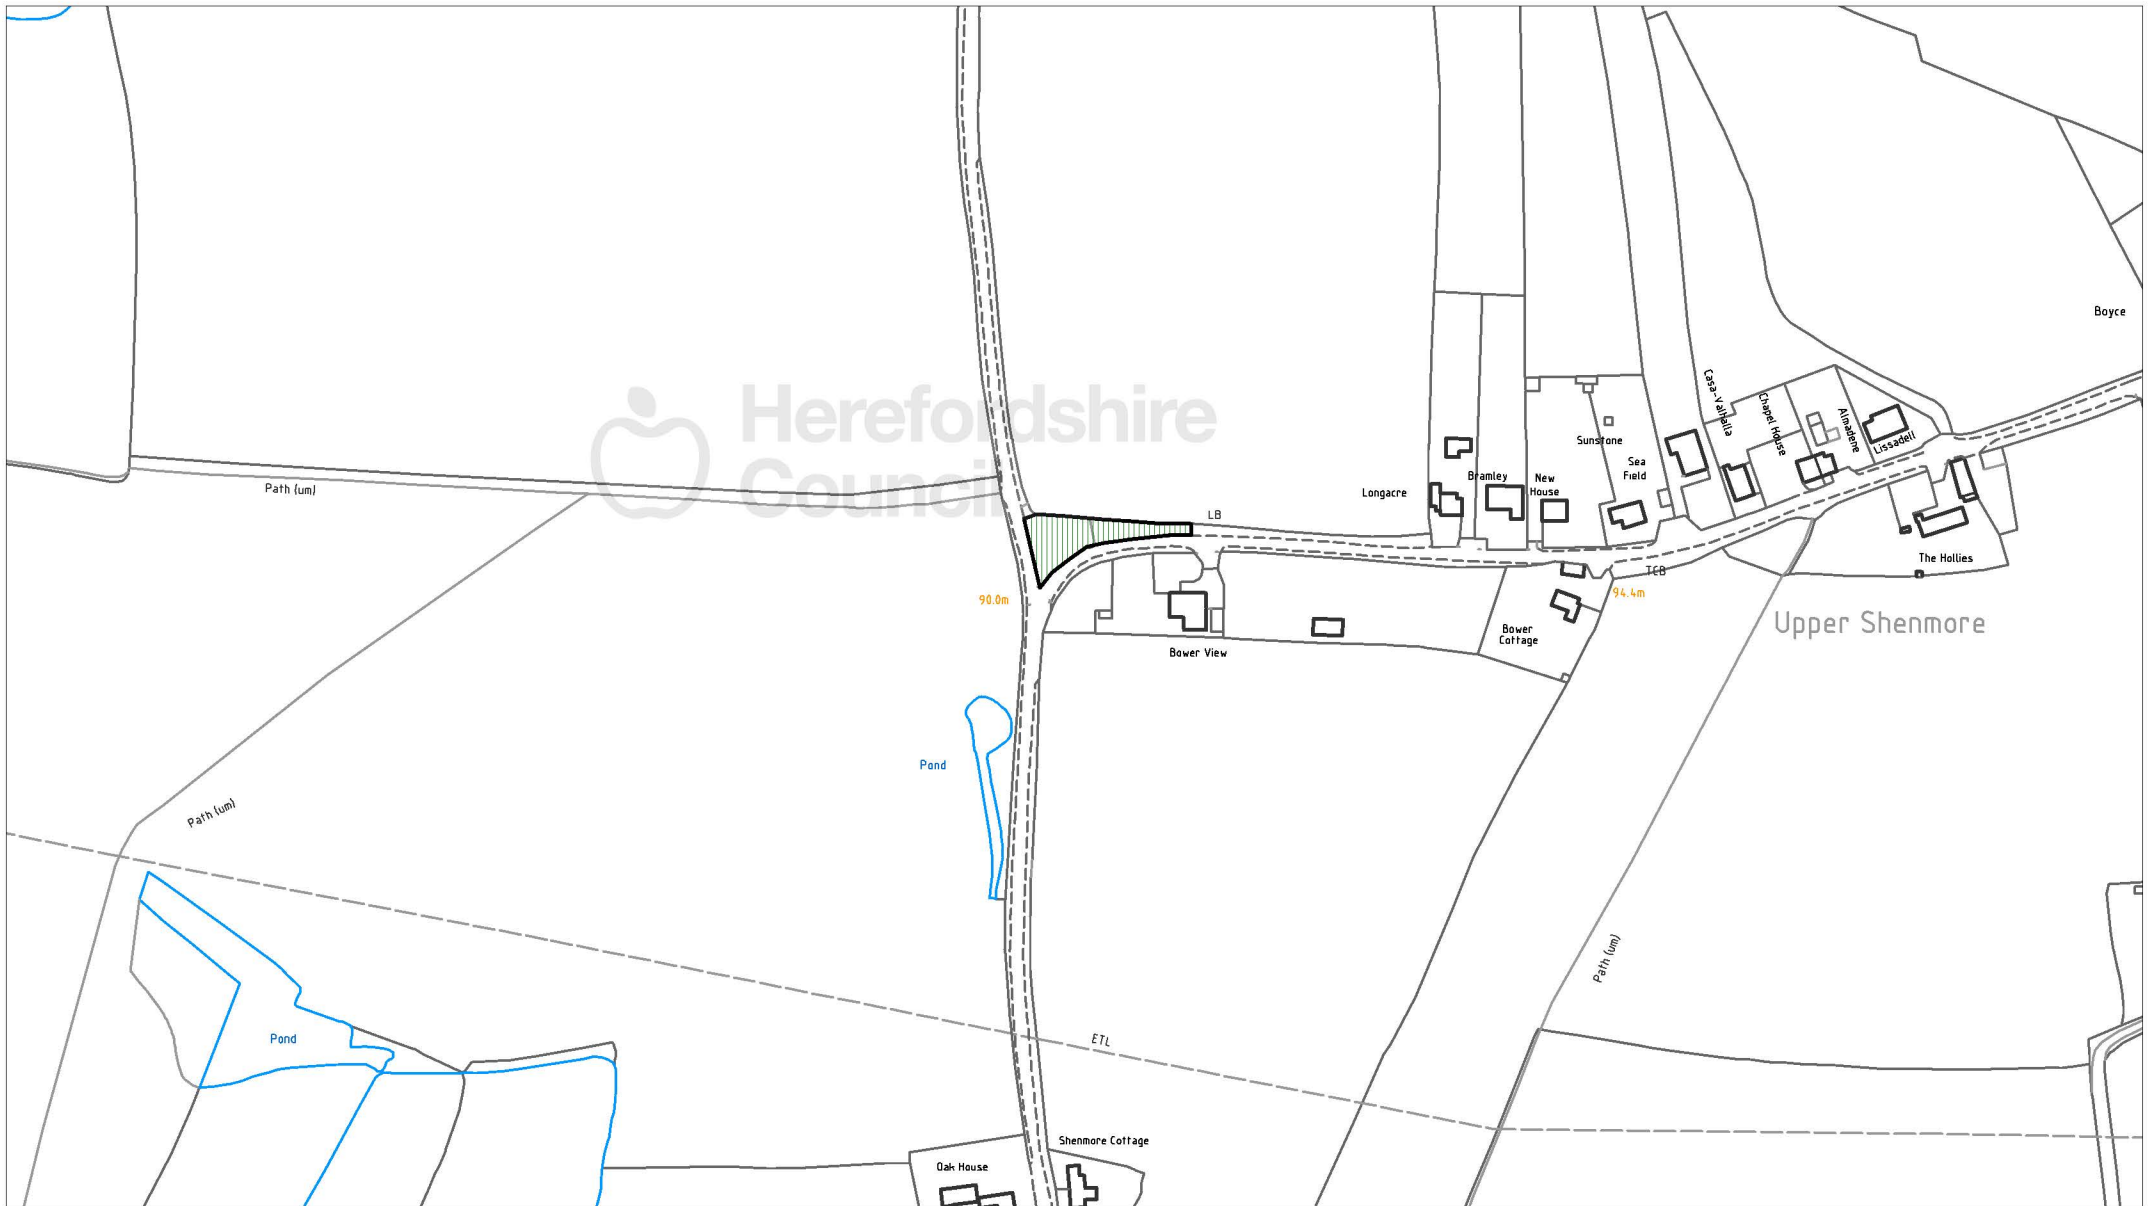 Boyce
Herefordshire
Council
Casa-Valhalla
Chapel House
Almadene
Lissadell
Sunstone
Sea
Field
Bramley
New
House
Longacre
Path (um)
LB
The Hollies
TCB
94.4m
90.0m
Upper Shenmore
Bower
Cottage
Bower View
Pond
Path (um)
Path (um)
Pond
ETL
Shenmore Cottage
Oak House